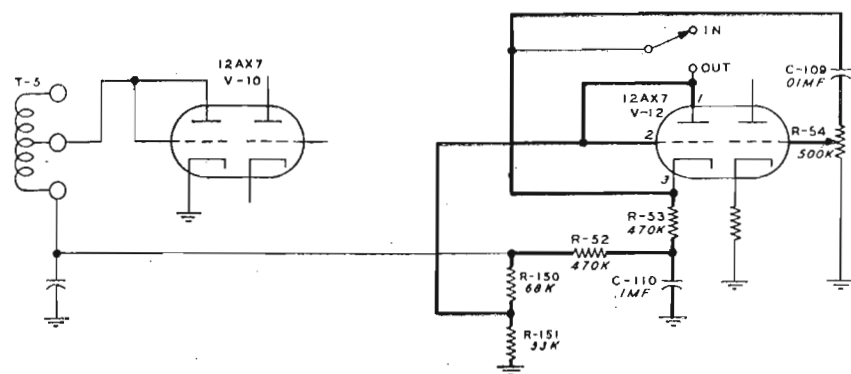 T-5
12AX7
V-10
IN
OUT
12AX7
V-12
1
2
3
C-109
.01MF
R-54
500K
R-53
470K
R-52
470K
R-150
68K
C-110
.1MF
R-151
33K